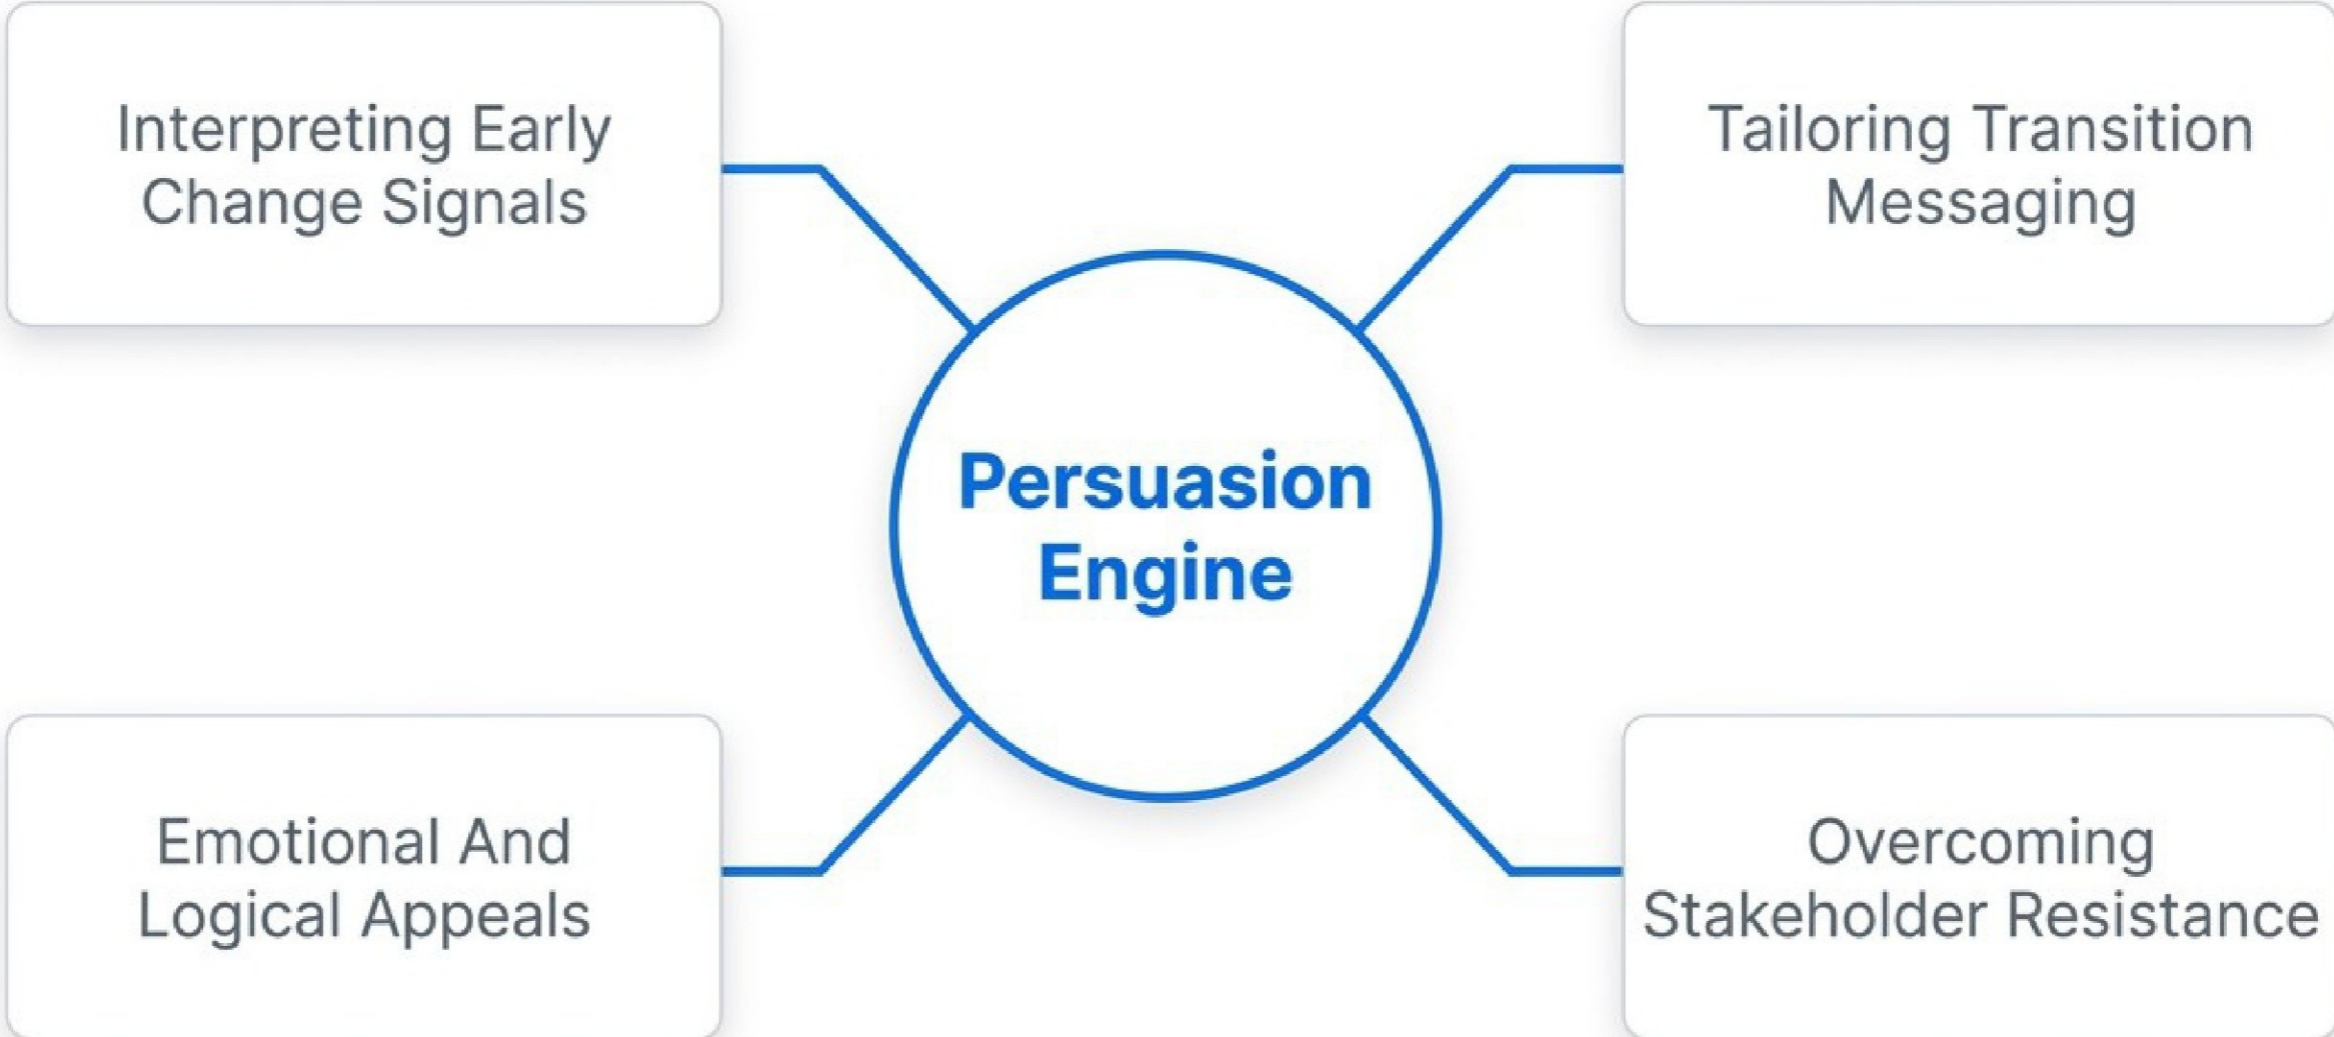 Interpreting Early
Change Signals
Tailoring Transition
Messaging
Persuasion
Engine
Emotional And
Logical Appeals
Overcoming
Stakeholder Resistance